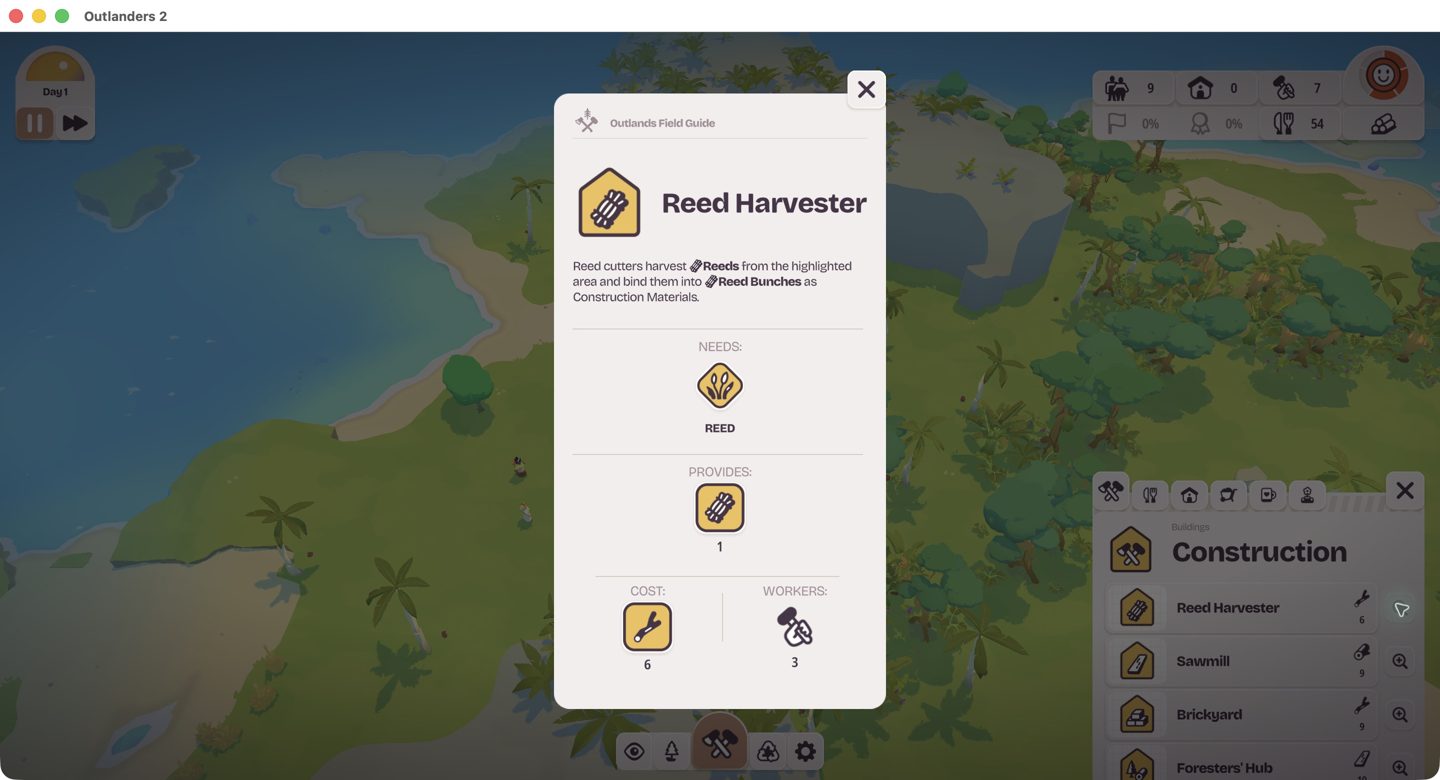 Outlanders 2
Day 1
9
0
7
0%
0%
54
Outlands Field Guide
Reed Harvester
Reed cutters harvest Reeds from the highlighted
area and bind them into Reed Bunches as
Construction Materials.
NEEDS:
REED
PROVIDES:
1
COST:
6
WORKERS:
3
Buildings
Construction
Reed Harvester
6
Sawmill
9
Brickyard
9
Foresters' Hub